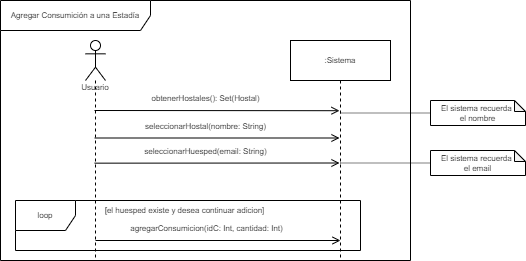 Agregar Consumición a una Estadía
:Sistema
Usuario
obtenerHostales(): Set(Hostal)
El sistema recuerda
el nombre
seleccionarHostal(nombre: String)
seleccionarHuesped(email: String)
El sistema recuerda
el email
loop
[el huesped existe y desea continuar adicion]
agregarConsumicion(idC: Int, cantidad: Int)